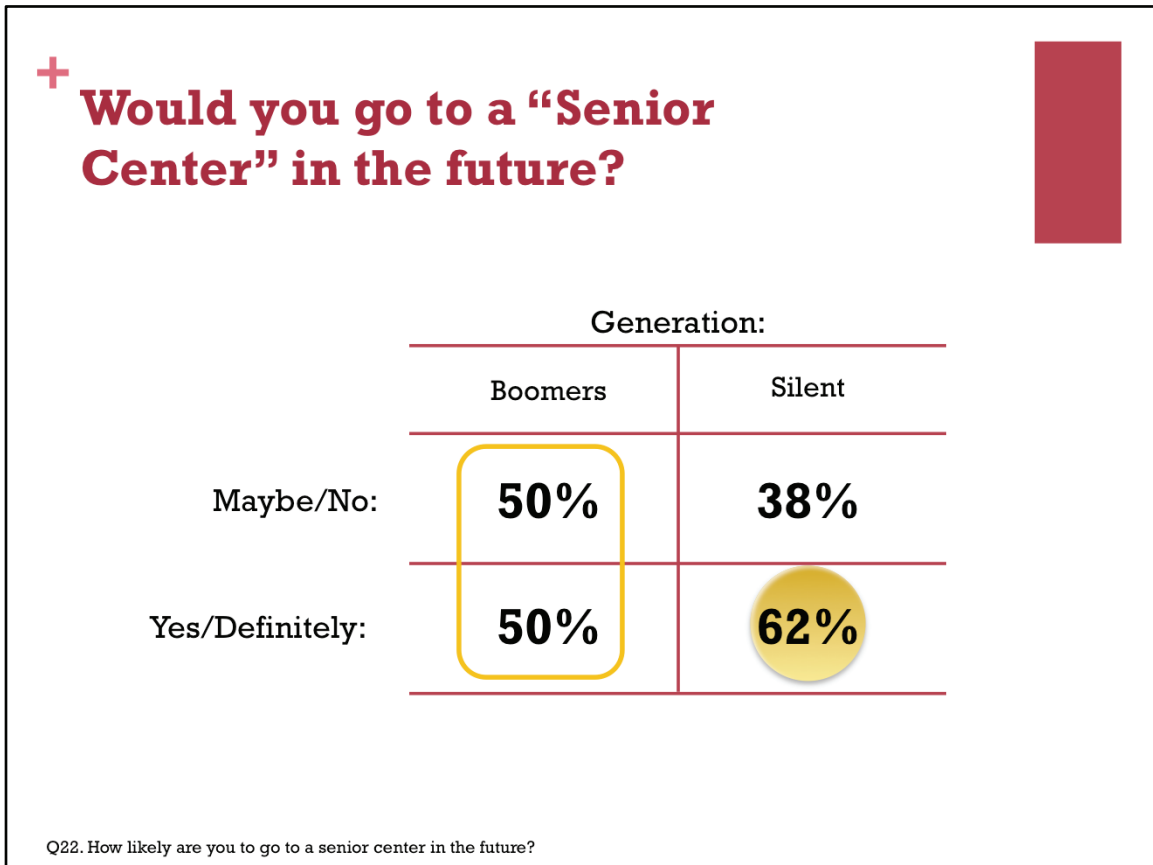 +
Would you go to a “Senior
Center” in the future?
Generation:
Boomers Silent
Maybe/No: 50% 38%
Yes/Definitely: 50% 62%
Q22. How likely are you to go to a senior center in the future?